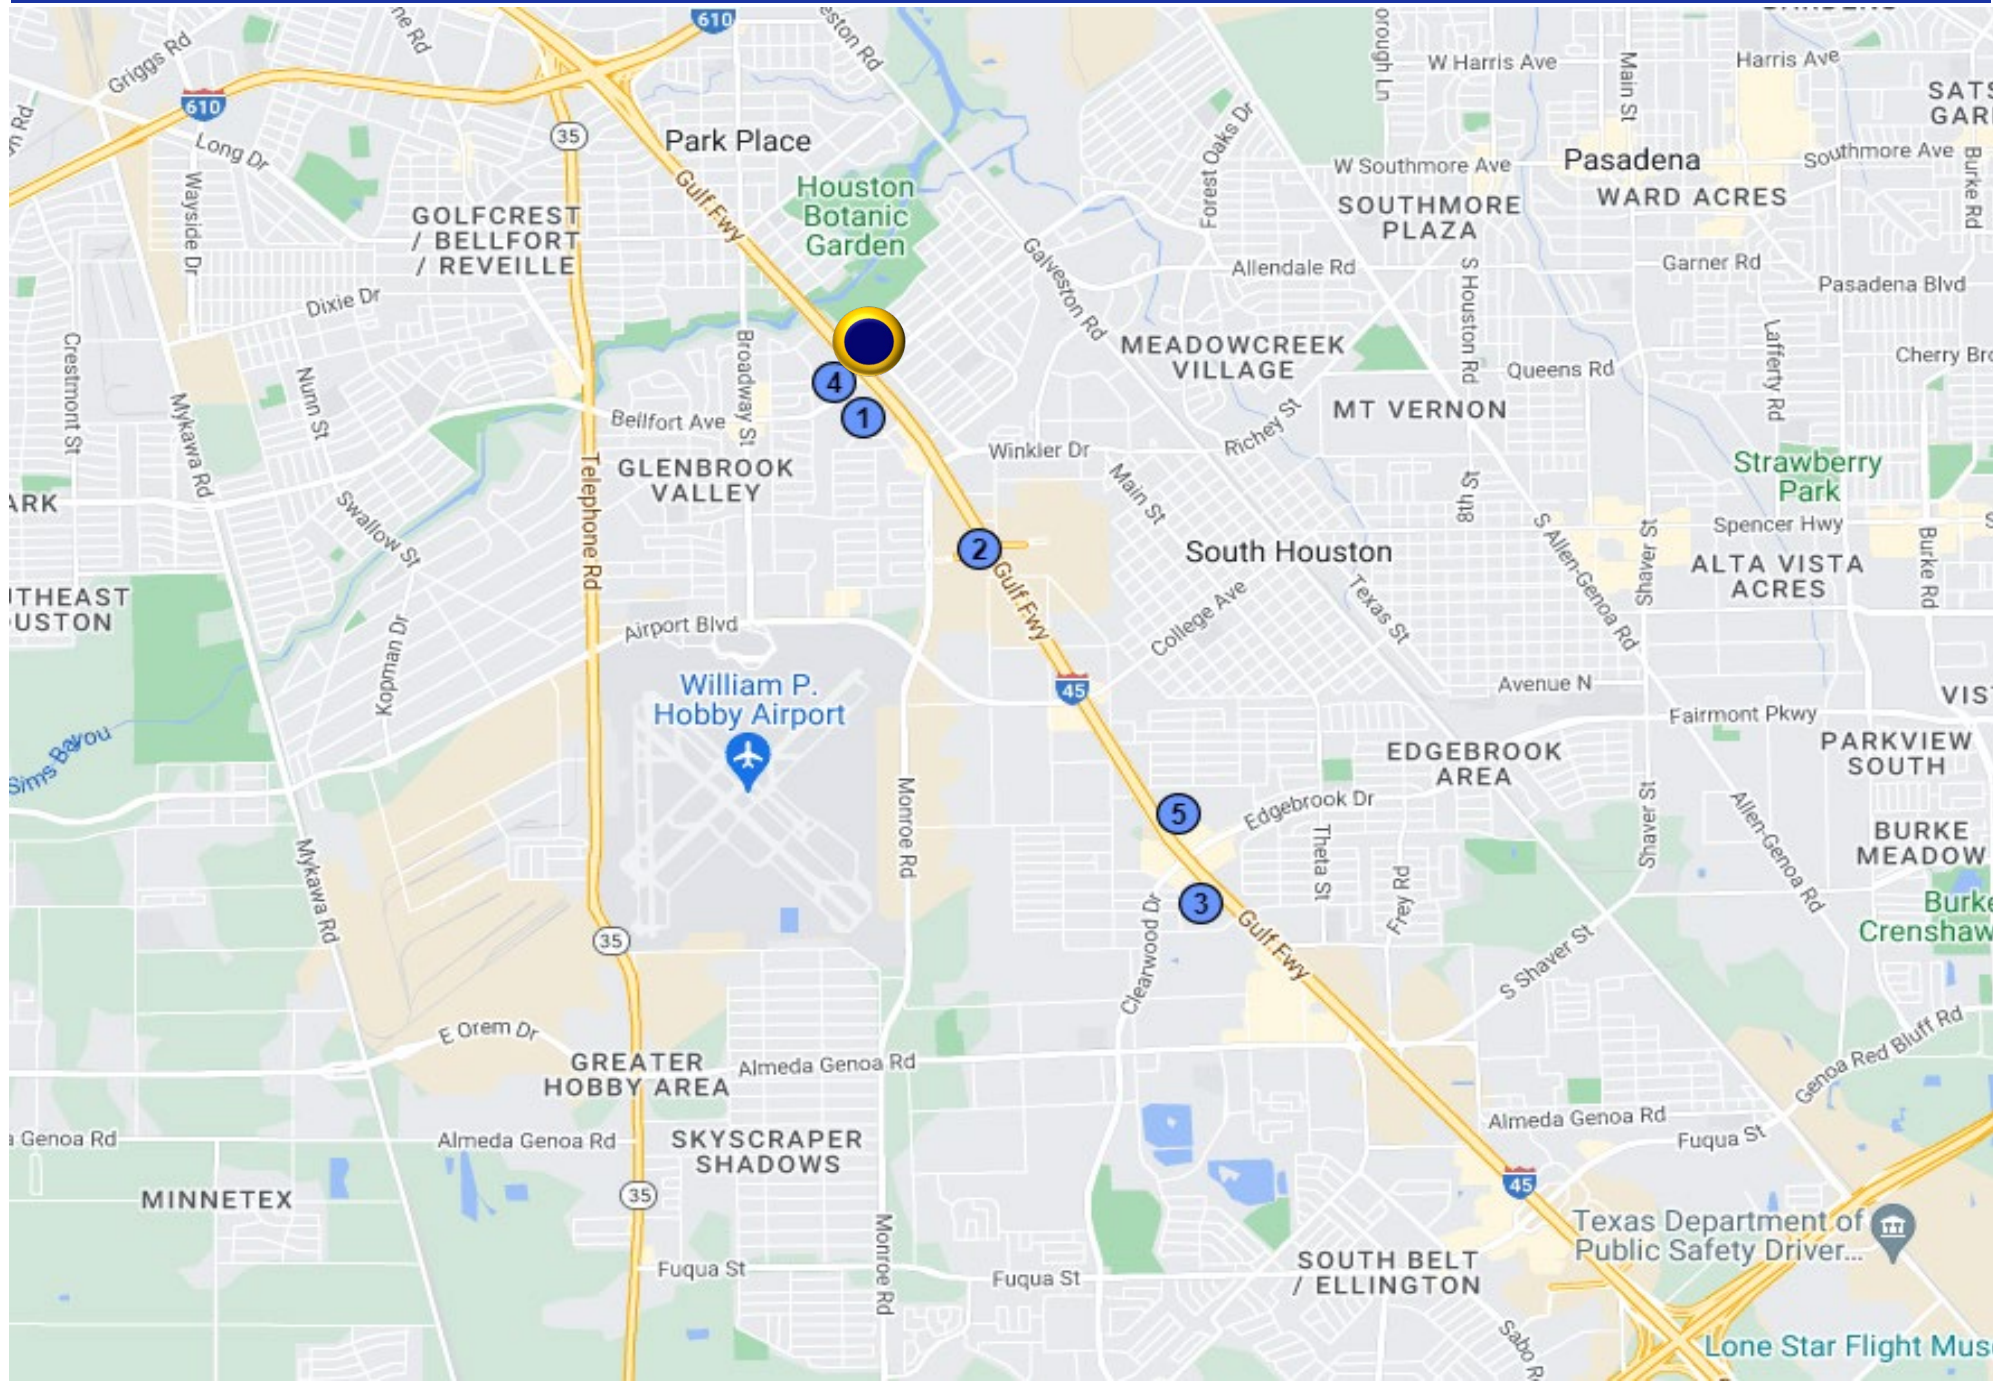 610
Griggs Rd
610
Long Dr
Wayside Dr
35
Park Place
Gulf Fwy
Houston
Botanic
Garden
GOLFCREST
/ BELLFORT
/ REVEILLE
Dixie Dr
Crestmont St
Nunn St
Mykawa Rd
Swallow St
Kopman Dr
Broadway St
Bellfort Ave
GLENBROOK
VALLEY
Telephone Rd
4
1
2
Galveston Rd
Forest Oaks Dr
W Harris Ave
Main St
Harris Ave
W Southmore Ave
Pasadena
Southmore Ave
Burke Rd
WARD ACRES
SOUTHMORE
PLAZA
Allendale Rd
S Houston Rd
Garner Rd
Pasadena Blvd
MEADOWCREEK
VILLAGE
Queens Rd
Lafferty Rd
MT VERNON
Winkler Dr
Richey St
Main St
8th St
Strawberry
Park
Spencer Hwy
Shaver St
Burke Rd
S Allen-Genoa Rd
ALTA VISTA
ACRES
South Houston
Gulf Fwy
College Ave
Texas St
Airport Blvd
William P.
Hobby Airport
45
Avenue N
Fairmont Pkwy
Sims Bayou
Monroe Rd
EDGEBROOK
AREA
PARKVIEW
SOUTH
5
Edgebrook Dr
Theta St
Frey Rd
Shaver St
Allen-Genoa Rd
BURKE
MEADOW
3
Clearwood Dr
Gulf Fwy
S Shaver St
Crenshaw
Mykawa Rd
35
E Orem Dr
GREATER
HOBBY AREA
Almeda Genoa Rd
Genoa Red Bluff Rd
Almeda Genoa Rd
Fuqua St
Genoa Rd
Almeda Genoa Rd
SKYSCRAPER
SHADOWS
MINNETEX
35
45
Texas Department of
Public Safety Driver...
Monroe Rd
Fuqua St
Fuqua St
SOUTH BELT
/ ELLINGTON
Sabo
Lone Star Flight Mus